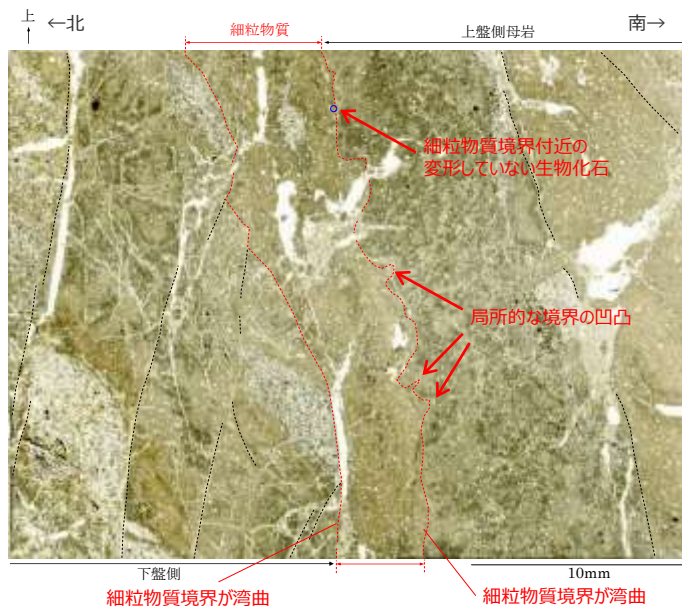 上
←北
細粒物質
上盤側母岩
南→
細粒物質境界付近の
変形していない生物化石
局所的な境界の凹凸
下盤側
10mm
細粒物質境界が湾曲
細粒物質境界が湾曲